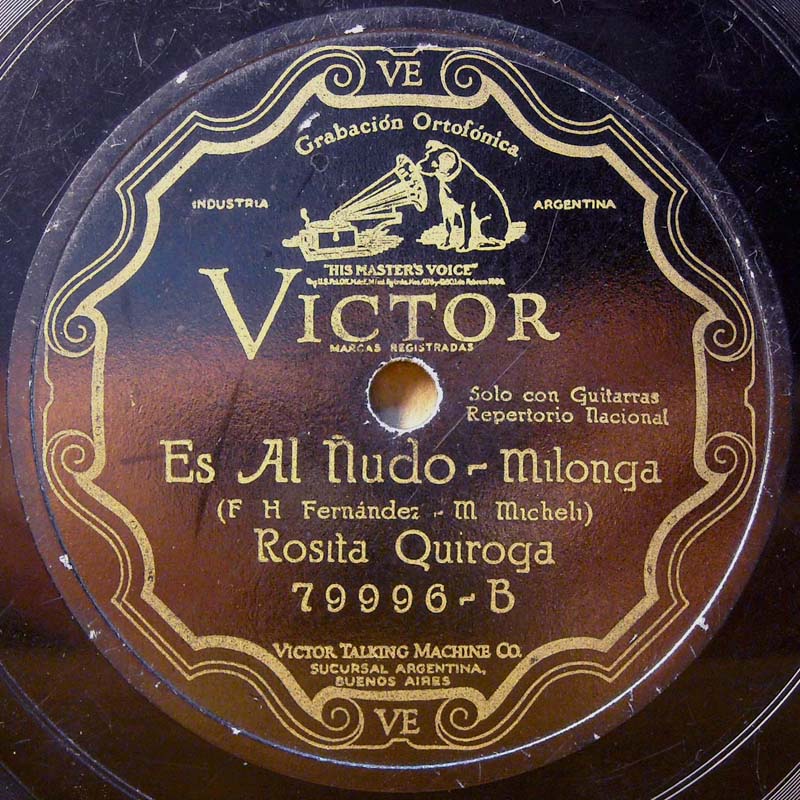 VE
Grabación Ortofónica
INDUSTRIA
ARGENTINA
"HIS MASTER'S VOICE"
VICTOR
MARCAS REGISTRADAS
Solo con Guitarras
Repertorio Nacional
Es Al Ñudo - Milonga
(F H Fernández - M Micheli)
Rosita Quiroga
79996-B
VICTOR TALKING MACHINE CO.
SUCURSAL ARGENTINA,
BUENOS AIRES
VE